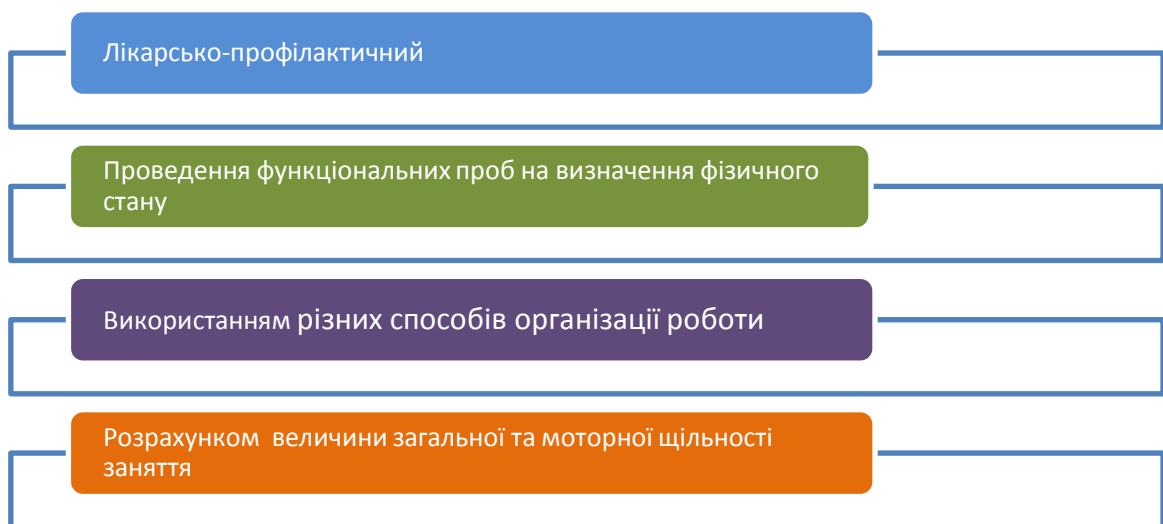 Лікарсько-профілактичний
Проведення функціональних проб на визначення фізичного
стану
Використанням різних способів організації роботи
Розрахунком величини загальної та моторної щільності
заняття